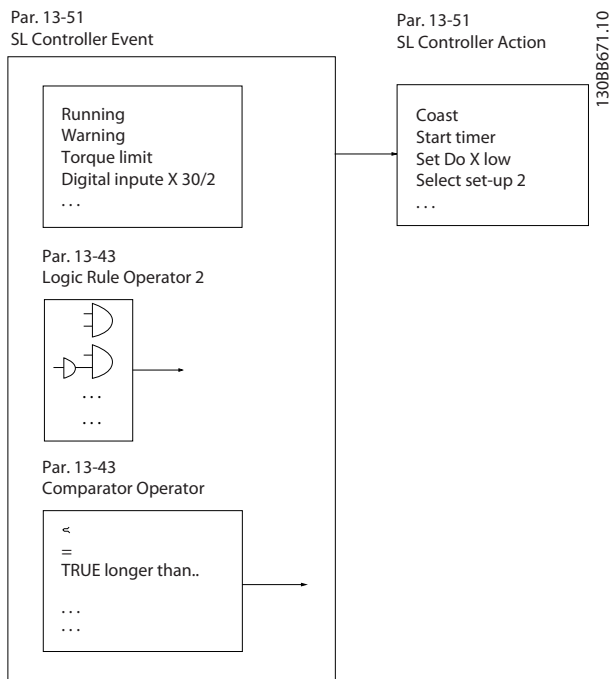 Par. 13-51
SL Controller Event
Par. 13-51
SL Controller Action
130BB671.10
Running
Warning
Torque limit
Digital inpute X 30/2
. . .
Coast
Start timer
Set Do X low
Select set-up 2
. . .
Par. 13-43
Logic Rule Operator 2
. . .
. . .
Par. 13-43
Comparator Operator
=
TRUE longer than..
. . .
. . .